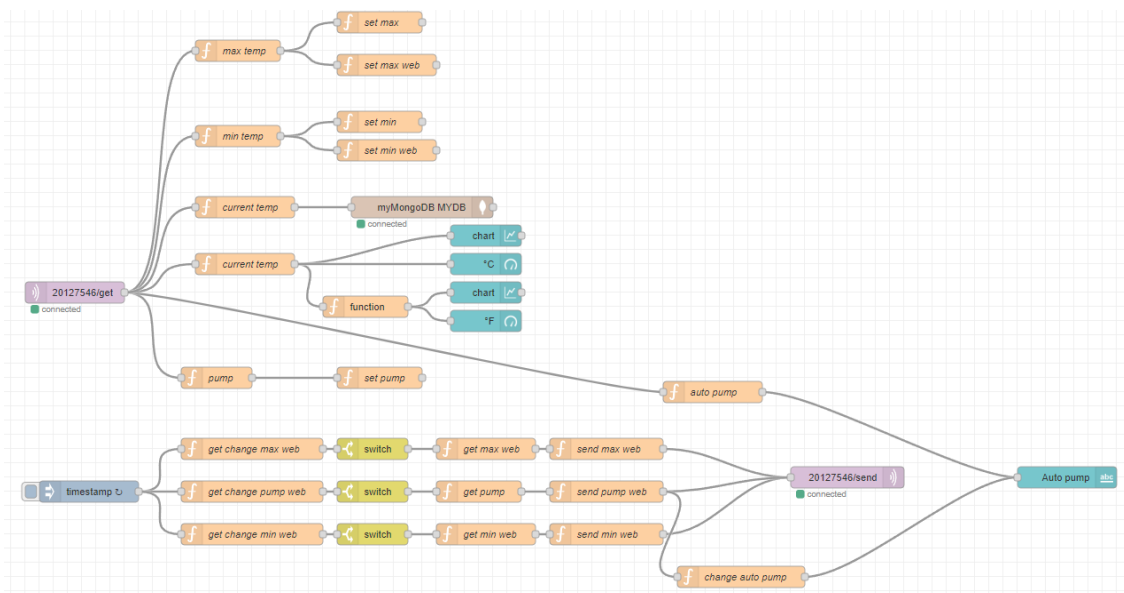 set max
max temp
set max web
set min
min temp
set min web
current temp
myMongoDB MYDB
connected
chart
current temp
°C
20127546/get
connected
chart
function
°F
pump
set pump
auto pump
get change max web
switch
get max web
send max web
timestamp ↻
get change pump web
switch
get pump
send pump web
20127546/send
connected
Auto pump
abc
get change min web
switch
get min web
send min web
change auto pump